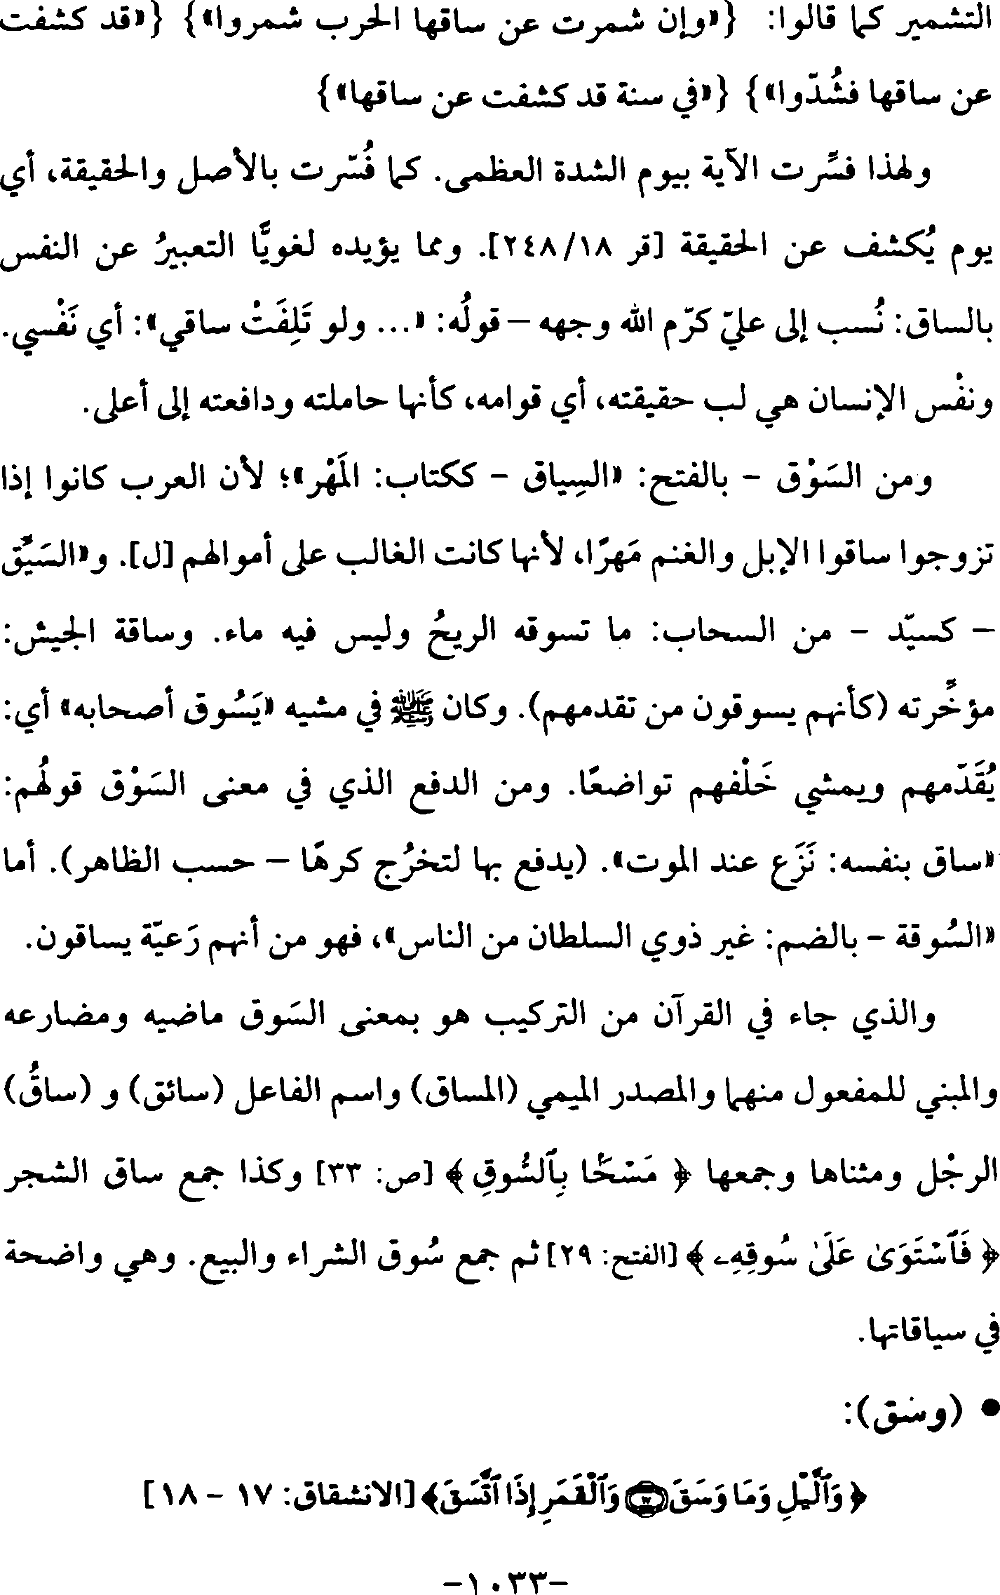 التشمير كما قالوا: {«وإن شمرت عن ساقها الحرب شمروا»} {«قد كشفت
عن ساقها فشُدّوا»} {«في سنة قد كشفت عن ساقها»}
ولهذا فسِّرت الآية بيوم الشدة العظمى. كما فُسّرت بالأصل والحقيقة، أي
يوم يُكشف عن الحقيقة [قر ١٨/٢٤٨]. ومما يؤيده لغويًّا التعبيرُ عن النفس
بالساق: نُسب إلى عليّ كرّم الله وجهه – قولُه: «... ولو تَلِفَتْ ساقي»: أي نَفْسي.
ونفْس الإنسان هي لب حقيقته، أي قوامه، كأنها حاملته ودافعته إلى أعلى.
ومن السَوْق – بالفتح: «السِياق – ككتاب: المَهْر»؛ لأن العرب كانوا إذا
تزوجوا ساقوا الإبل والغنم مَهرًا، لأنها كانت الغالب على أموالهم [ل]. و«السَيِّق
– كسيّد – من السحاب: ما تسوقه الريحُ وليس فيه ماء. وساقة الجيش:
مؤخِّرته (كأنهم يسوقون من تقدمهم). وكان ﷺ في مشيه «يَسُوق أصحابه» أي:
يُقَدّمهم ويمشي خَلْفهم تواضعًا. ومن الدفع الذي في معنى السَوْق قولُهم:
«ساق بنفسه: نَزَع عند الموت». (يدفع بها لتخرُج كرهًا – حسب الظاهر). أما
«السُوقة – بالضم: غير ذوي السلطان من الناس»، فهو من أنهم رَعيّة يساقون.
والذي جاء في القرآن من التركيب هو بمعنى السَوق ماضيه ومضارعه
والمبني للمفعول منهما والمصدر الميمي (المساق) واسم الفاعل (سائق) و (ساقُ)
الرجْل ومثناها وجمعها ﴿ مَسْحًۢا بِٱلسُّوقِ ﴾ [ص: ٣٣] وكذا جمع ساق الشجر
﴿ فَٱسْتَوَىٰ عَلَىٰ سُوقِهِۦ ﴾ [الفتح: ٢٩] ثم جمع سُوق الشراء والبيع. وهي واضحة
في سياقاتها.
● (وسق):
﴿ وَٱلَّيْلِ وَمَا وَسَقَ ۝١٧ وَٱلْقَمَرِ إِذَا ٱتَّسَقَ﴾ [الانشقاق: ١٧ – ١٨]
-١٠٣٣-